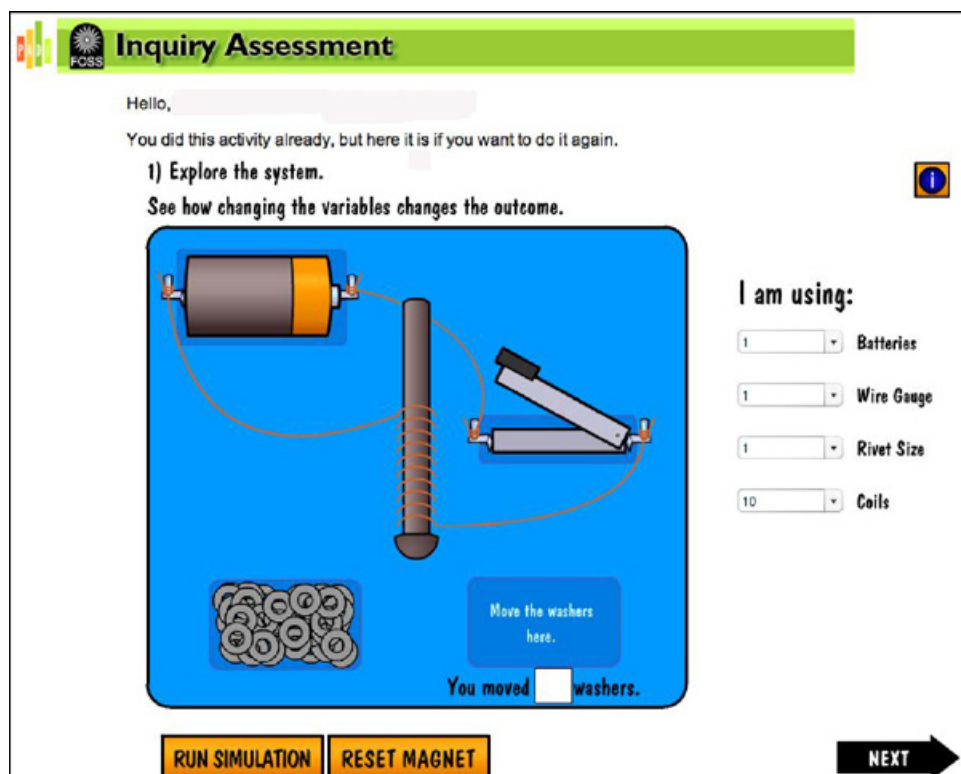 PADI
FOSS
Inquiry Assessment
Hello,
You did this activity already, but here it is if you want to do it again.
1) Explore the system.
See how changing the variables changes the outcome.
i
I am using:
1 Batteries
1 Wire Gauge
1 Rivet Size
10 Coils
Move the washers
here.
You moved washers.
RUN SIMULATION RESET MAGNET NEXT